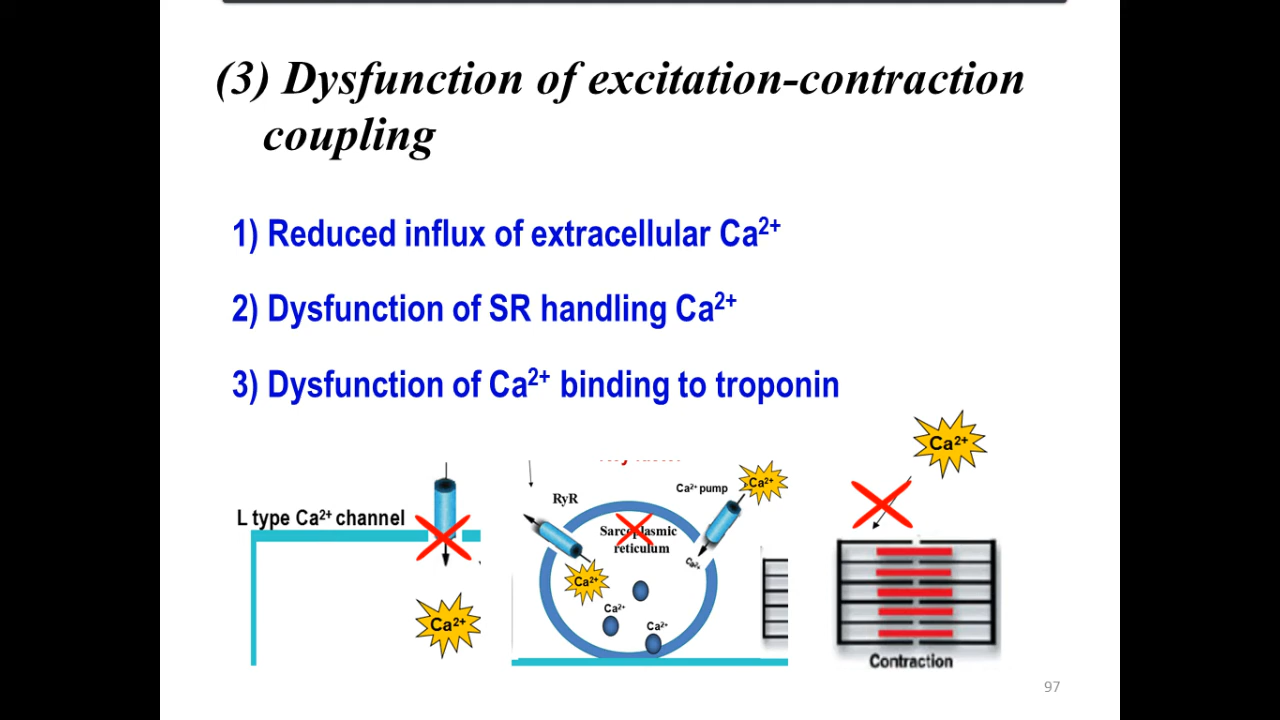 (3) Dysfunction of excitation-contraction
coupling
1) Reduced influx of extracellular Ca²⁺
2) Dysfunction of SR handling Ca²⁺
3) Dysfunction of Ca²⁺ binding to troponin
L type Ca²⁺ channel
Ca²⁺
RyR
Ca²⁺ pump
Ca²⁺
Sarcoplasmic
reticulum
Ca²⁺
Ca²⁺
Ca²⁺
Ca²⁺
Contraction
97